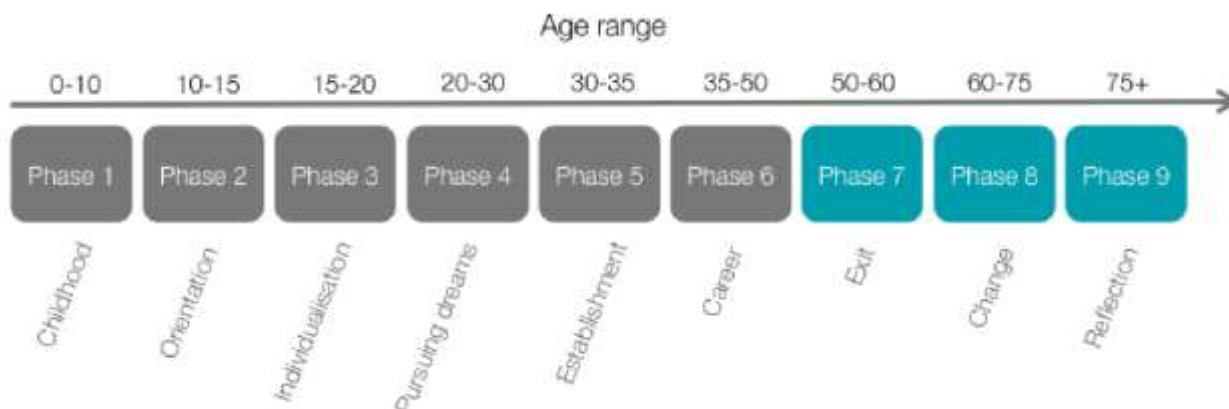 Age range
0-10 10-15 15-20 20-30 30-35 35-50 50-60 60-75 75+
Phase 1 Phase 2 Phase 3 Phase 4 Phase 5 Phase 6 Phase 7 Phase 8 Phase 9
Childhood Orientation Individualisation Pursuing dreams Establishment Career Exit Change Reflection